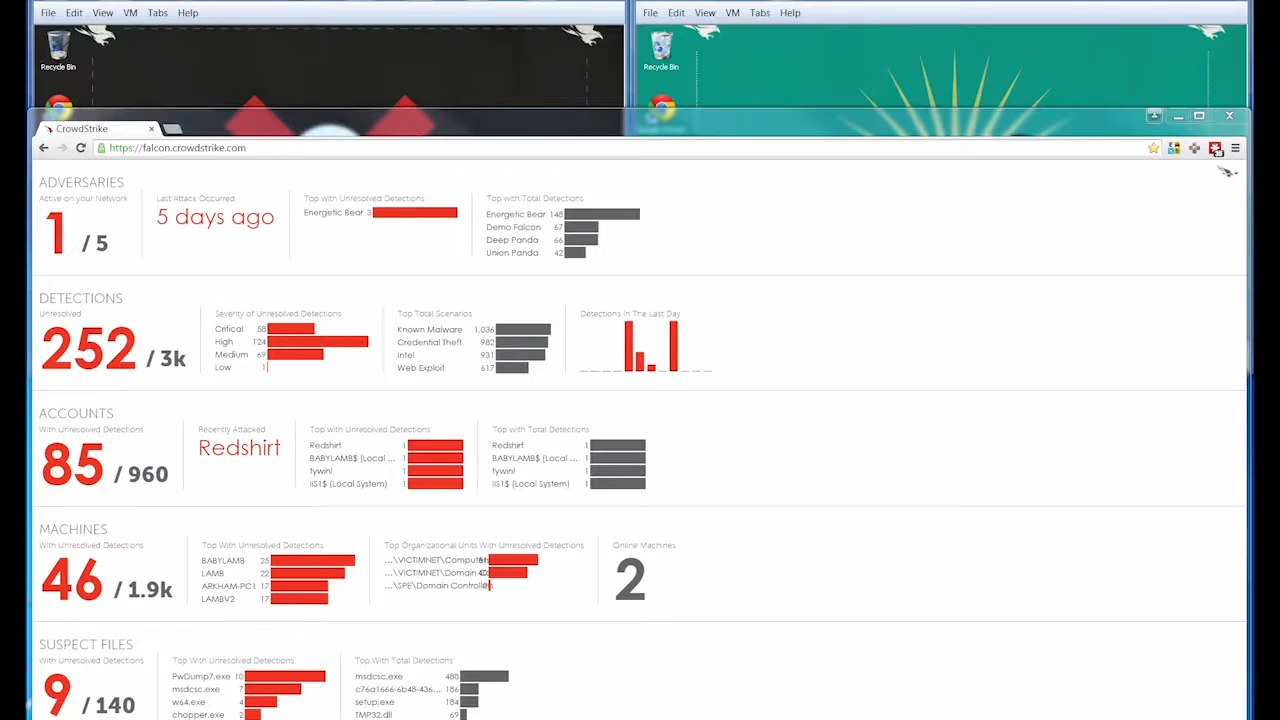 File Edit View VM Tabs Help
File Edit View VM Tabs Help
Recycle Bin
Recycle Bin
CrowdStrike
https://falcon.crowdstrike.com
ADVERSARIES
Active on your Network
1 / 5
Last Attack Occurred
5 days ago
Top with Unresolved Detections
Energetic Bear 3
Top with Total Detections
Energetic Bear 148
Demo Falcon 67
Deep Panda 66
Union Panda 42
DETECTIONS
Unresolved
252 / 3k
Severity of Unresolved Detections
Critical 58
High 124
Medium 69
Low 1
Top Total Scenarios
Known Malware 1,036
Credential Theft 982
Intel 931
Web Exploit 617
Detections In The Last Day
ACCOUNTS
With Unresolved Detections
85 / 960
Recently Attacked
Redshirt
Top with Unresolved Detections
Redshirt 1
BABYLAMB$ (Local ... 1
tywinl 1
IIS1$ (Local System) 1
Top with Total Detections
Redshirt 1
BABYLAMB$ (Local ... 1
tywinl 1
IIS1$ (Local System) 1
MACHINES
With Unresolved Detections
46 / 1.9k
Top With Unresolved Detections
BABYLAMB 25
LAMB 22
ARKHAM-PC1 17
LAMBV2 17
Top Organizational Units With Unresolved Detections
...\VICTIMNET\Computers
...\VICTIMNET\Domain
...\SPE\Domain Controlle
Online Machines
2
SUSPECT FILES
With Unresolved Detections
9 / 140
Top With Unresolved Detections
PwDump7.exe 10
msdcsc.exe 7
w64.exe 4
chopper.exe 2
Top With Total Detections
msdcsc.exe 488
c76a1666-6b48-436... 186
setup.exe 184
TMP32.dll 69